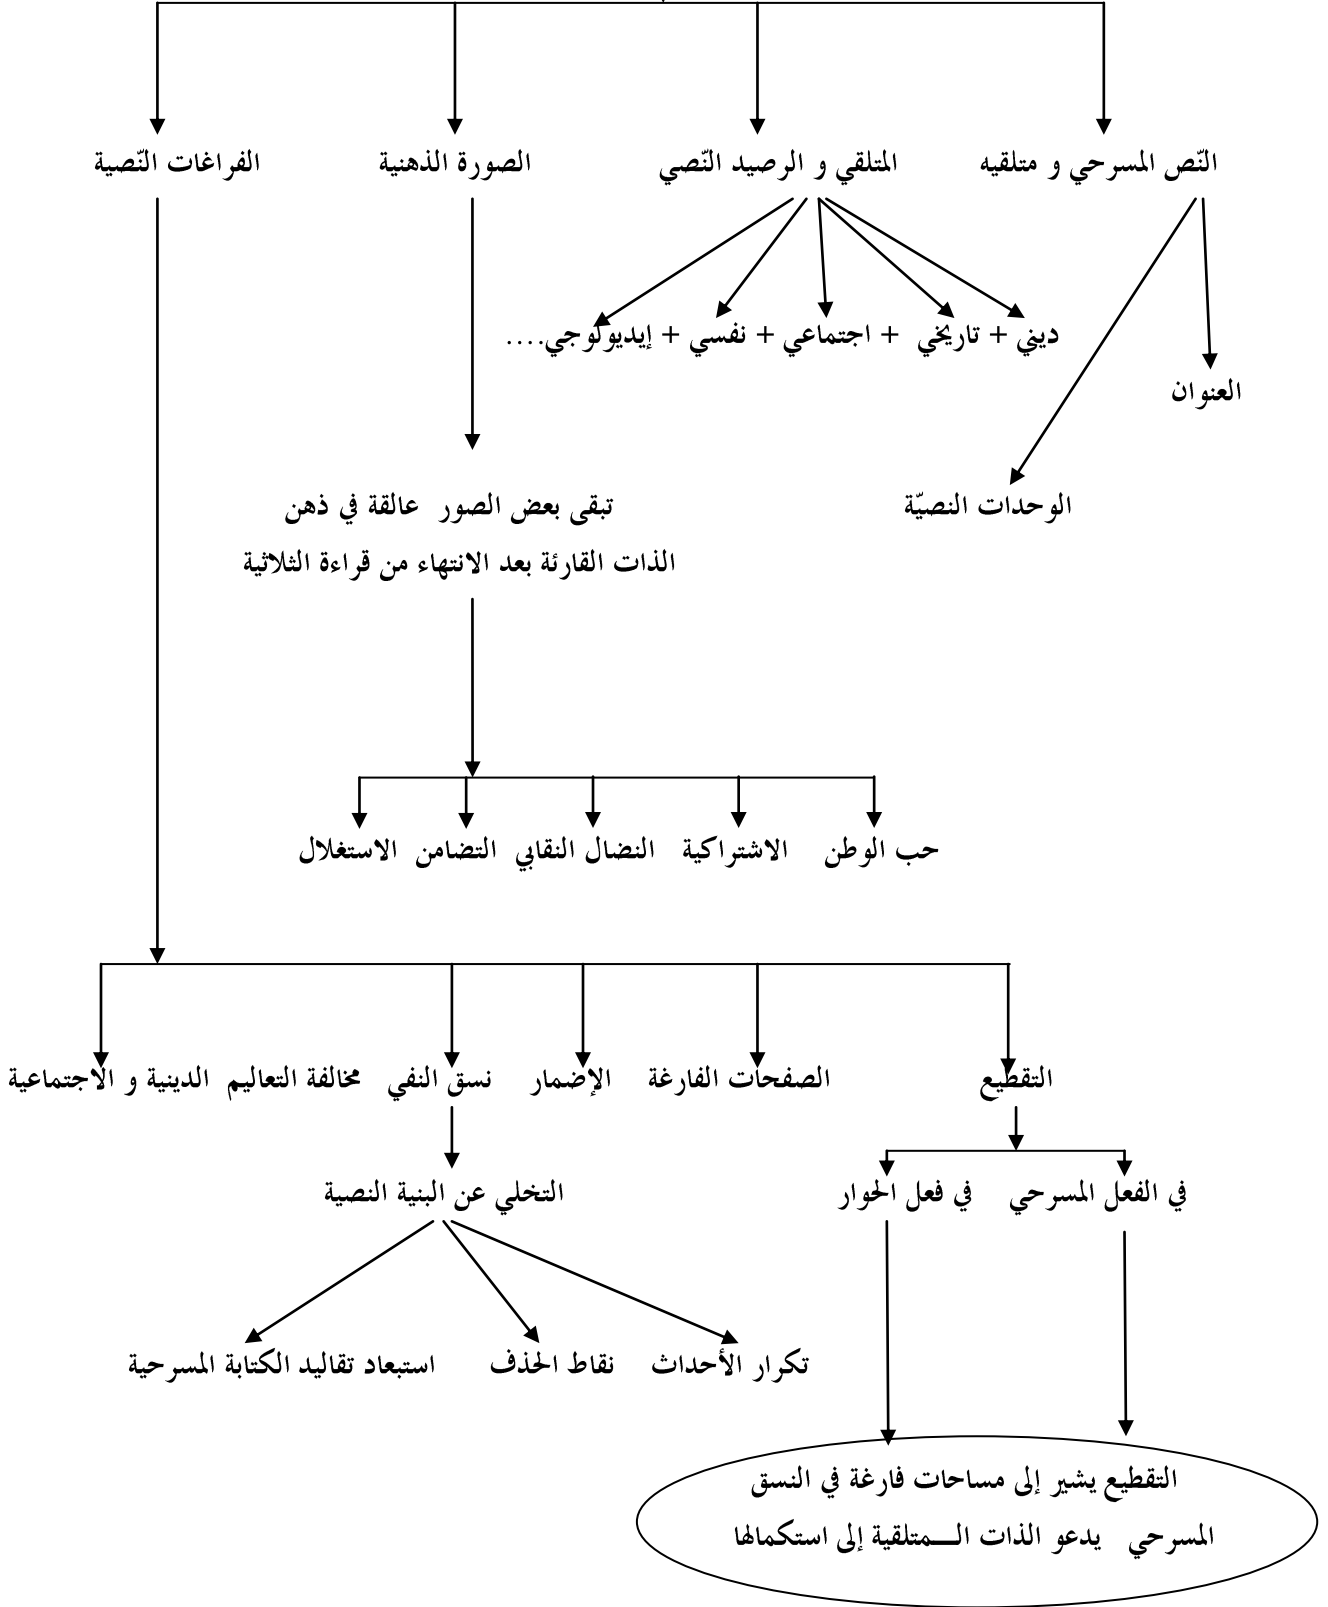 النّص المسرحي و متلقيه المتلقي و الرصيد النّصي الصورة الذهنية الفراغات النّصية
ديني + تاريخي + اجتماعي + نفسي + إيديولوجي....
العنوان
الوحدات النصيّة
تبقى بعض الصور عالقة في ذهن
الذات القارئة بعد الانتهاء من قراءة الثلاثية
حب الوطن الاشتراكية النضال النقابي التضامن الاستغلال
التقطيع الصفحات الفارغة الإضمار نسق النفي مخالفة التعاليم الدينية و الاجتماعية
في الفعل المسرحي في فعل الحوار التخلي عن البنية النصية
تكرار الأحداث نقاط الحذف استبعاد تقاليد الكتابة المسرحية
التقطيع يشير إلى مساحات فارغة في النسق
المسرحي يدعو الذات الـــمتلقية إلى استكمالها